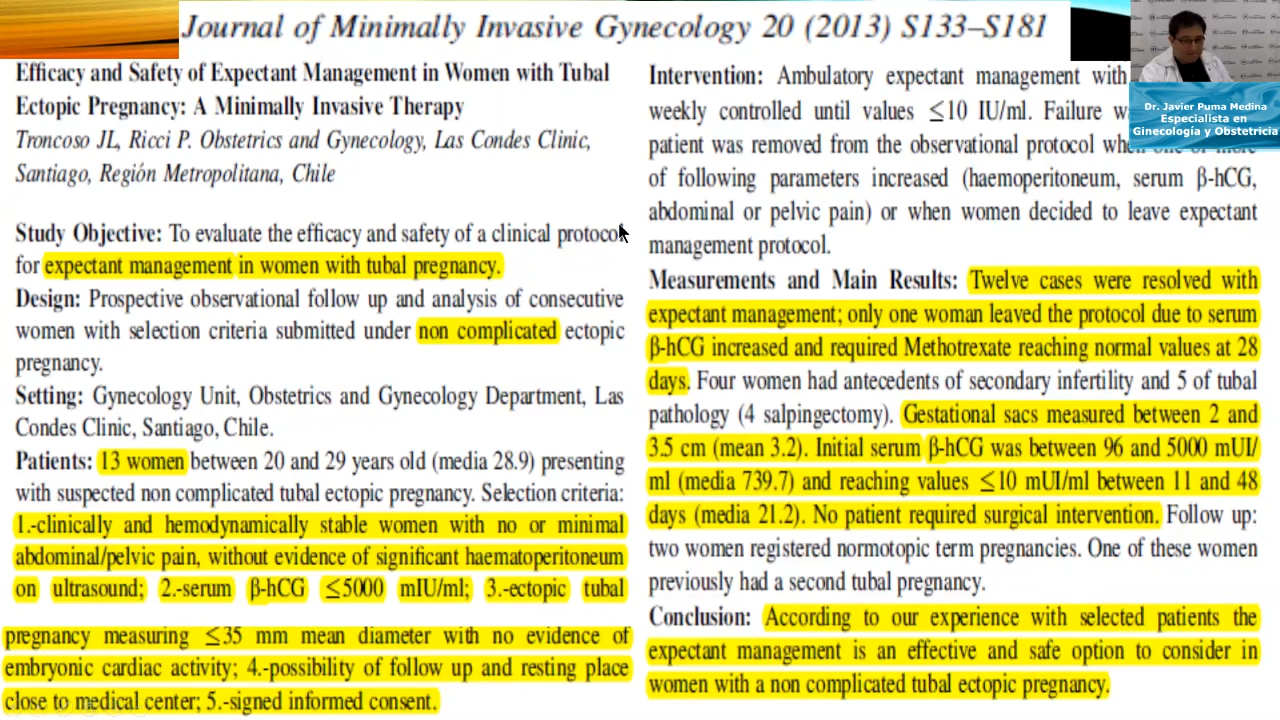 Journal of Minimally Invasive Gynecology 20 (2013) S133–S181
Efficacy and Safety of Expectant Management in Women with Tubal
Ectopic Pregnancy: A Minimally Invasive Therapy
Troncoso JL, Ricci P. Obstetrics and Gynecology, Las Condes Clinic,
Santiago, Región Metropolitana, Chile
Study Objective: To evaluate the efficacy and safety of a clinical protocol
for expectant management in women with tubal pregnancy.
Design: Prospective observational follow up and analysis of consecutive
women with selection criteria submitted under non complicated ectopic
pregnancy.
Setting: Gynecology Unit, Obstetrics and Gynecology Department, Las
Condes Clinic, Santiago, Chile.
Patients: 13 women between 20 and 29 years old (media 28.9) presenting
with suspected non complicated tubal ectopic pregnancy. Selection criteria:
1.-clinically and hemodynamically stable women with no or minimal
abdominal/pelvic pain, without evidence of significant haematoperitoneum
on ultrasound; 2.-serum β-hCG ≤5000 mIU/ml; 3.-ectopic tubal
pregnancy measuring ≤35 mm mean diameter with no evidence of
embryonic cardiac activity; 4.-possibility of follow up and resting place
close to medical center; 5.-signed informed consent.
Intervention: Ambulatory expectant management with
weekly controlled until values ≤10 IU/ml. Failure
patient was removed from the observational protocol when one or more
of following parameters increased (haemoperitoneum, serum β-hCG,
abdominal or pelvic pain) or when women decided to leave expectant
management protocol.
Measurements and Main Results: Twelve cases were resolved with
expectant management; only one woman leaved the protocol due to serum
β-hCG increased and required Methotrexate reaching normal values at 28
days. Four women had antecedents of secondary infertility and 5 of tubal
pathology (4 salpingectomy). Gestational sacs measured between 2 and
3.5 cm (mean 3.2). Initial serum β-hCG was between 96 and 5000 mUI/
ml (media 739.7) and reaching values ≤10 mUI/ml between 11 and 48
days (media 21.2). No patient required surgical intervention. Follow up:
two women registered normotopic term pregnancies. One of these women
previously had a second tubal pregnancy.
Conclusion: According to our experience with selected patients the
expectant management is an effective and safe option to consider in
women with a non complicated tubal ectopic pregnancy.
Dr. Javier Puma Medina
Especialista en
Ginecología y Obstetricia